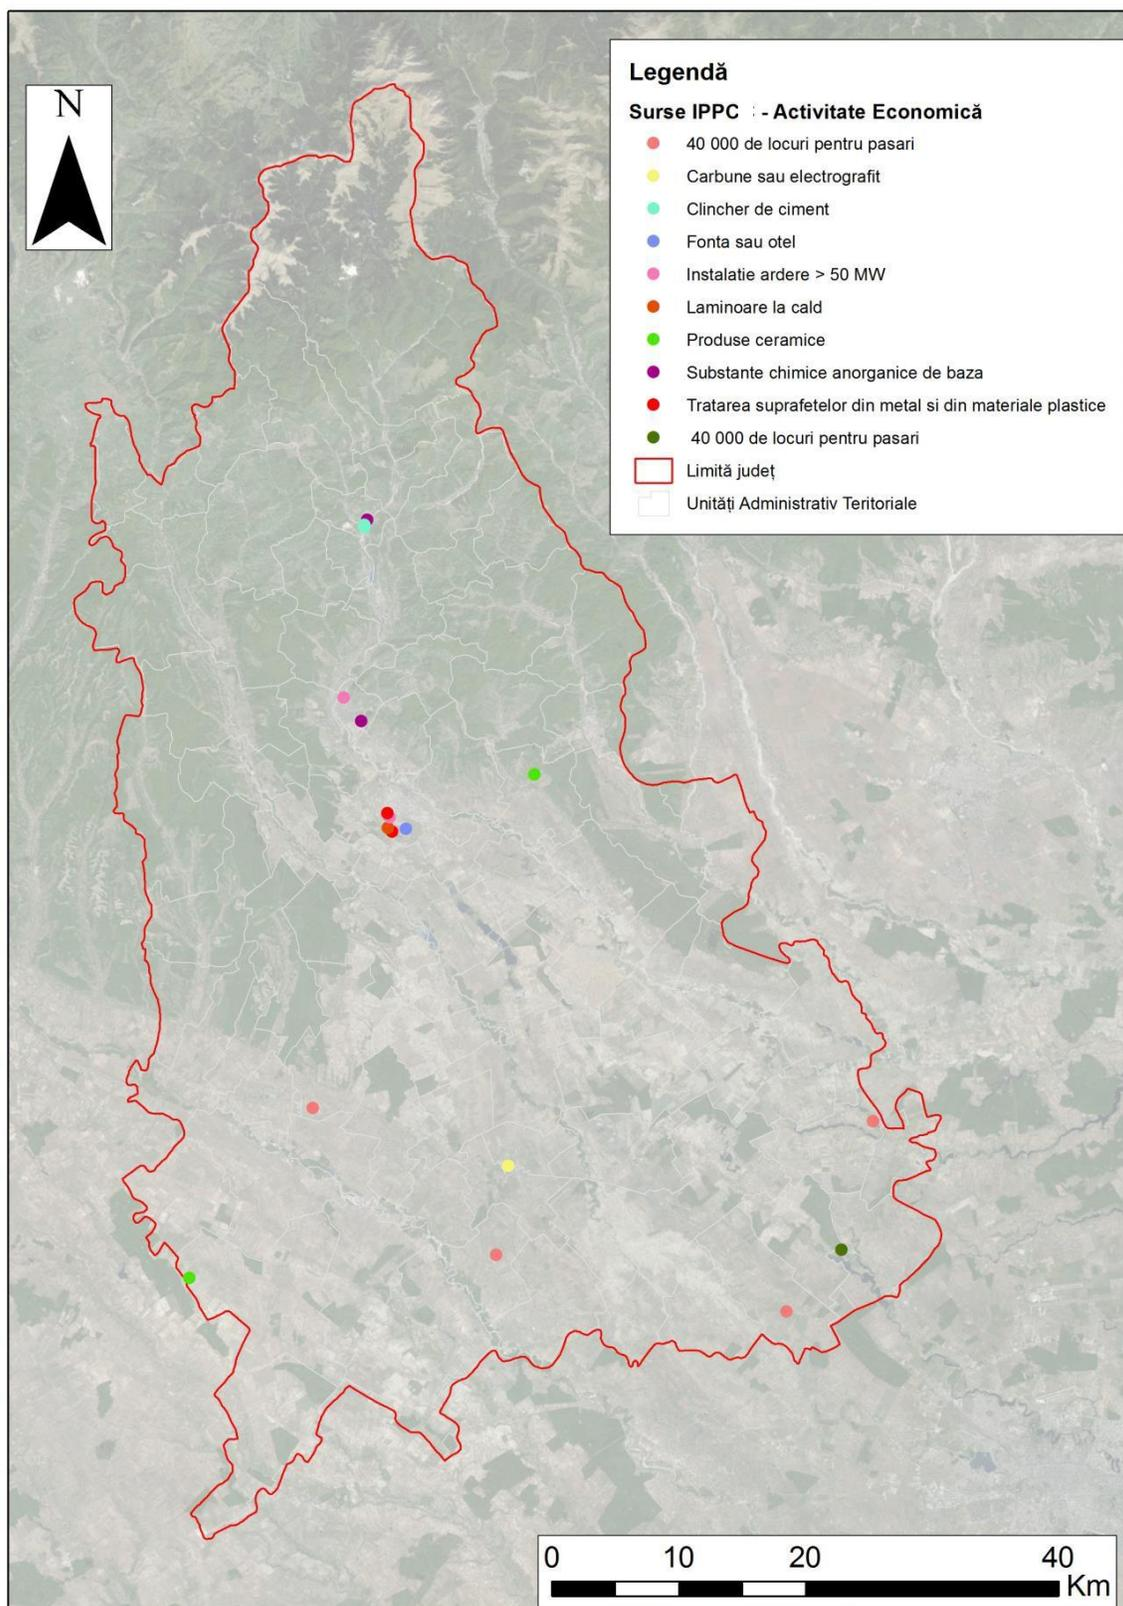 N
Legendă
Surse IPPC : - Activitate Economică
40 000 de locuri pentru pasari
Carbune sau electrografit
Clincher de ciment
Fonta sau otel
Instalatie ardere > 50 MW
Laminoare la cald
Produse ceramice
Substante chimice anorganice de baza
Tratarea suprafetelor din metal si din materiale plastice
40 000 de locuri pentru pasari
Limită județ
Unități Administrativ Teritoriale
0 10 20 40
Km